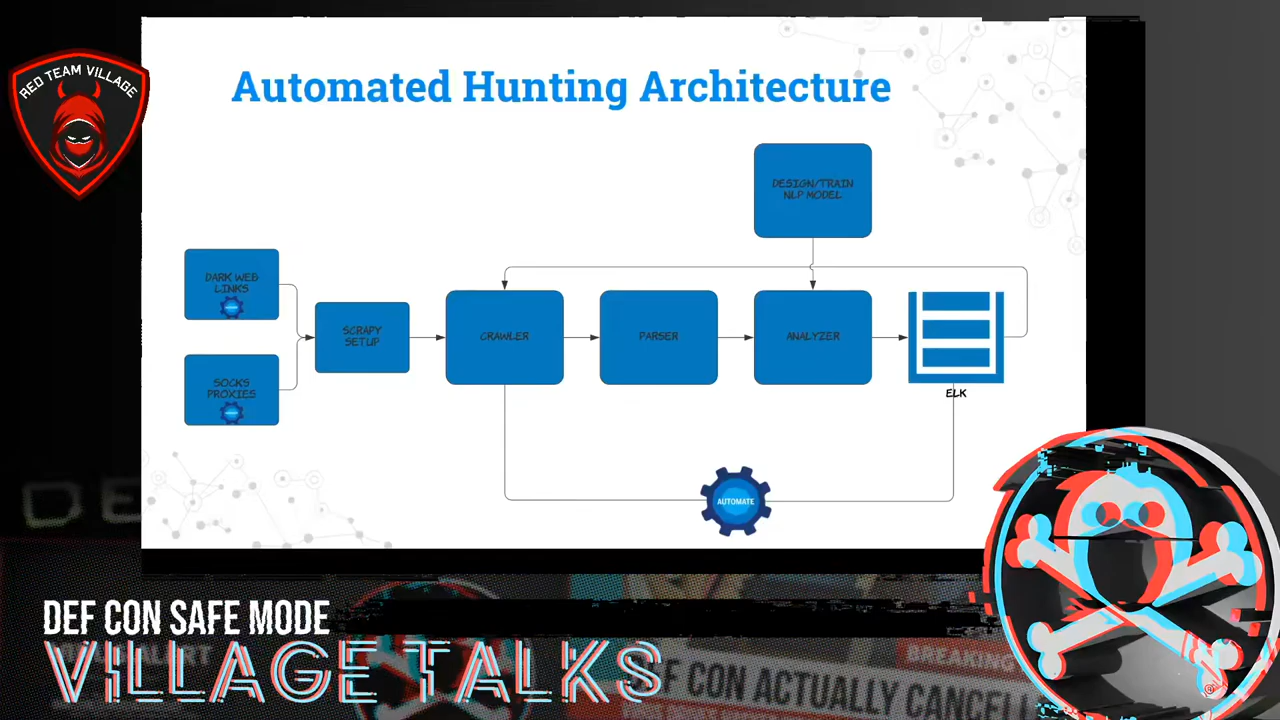 RED TEAM VILLAGE
Automated Hunting Architecture
DESIGN/TRAIN
NLP MODEL
DARK WEB
LINKS
SOCKS
PROXIES
SCRAPY
SETUP
CRAWLER
PARSER
ANALYZER
ELK
AUTOMATE
DEF CON SAFE MODE
VILLAGE TALKS
BREAKING
DEF CON ACTUALLY